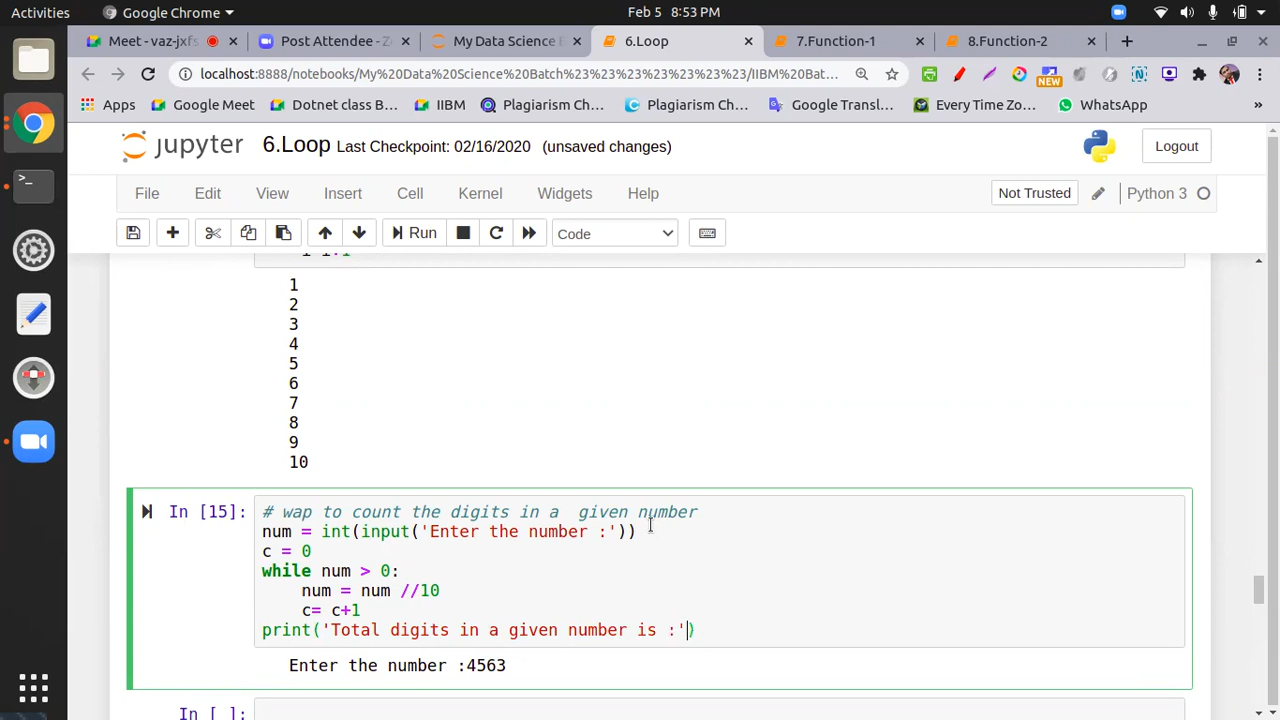 Activities
Google Chrome
Feb 5 8:53 PM
Meet - vaz-jxfs
Post Attendee - Z
My Data Science E
6.Loop
7.Function-1
8.Function-2
localhost:8888/notebooks/My%20Data%20Science%20Batch%23%23%23%23%23%23/IIBM%20Bat...
NEW
Apps
Google Meet
Dotnet class B...
IIBM
Plagiarism Ch...
Plagiarism Chan...
Google Transl...
Every Time Zo...
WhatsApp
»
jupyter
6.Loop Last Checkpoint: 02/16/2020 (unsaved changes)
Logout
File Edit View Insert Cell Kernel Widgets Help
Not Trusted
Python 3
Run
Code
1
2
3
4
5
6
7
8
9
10
In [15]:
# wap to count the digits in a  given number
num = int(input('Enter the number :'))
c = 0
while num > 0:
    num = num //10
    c= c+1
print('Total degits in a given number is :')
Enter the number :4563
In [ ]: